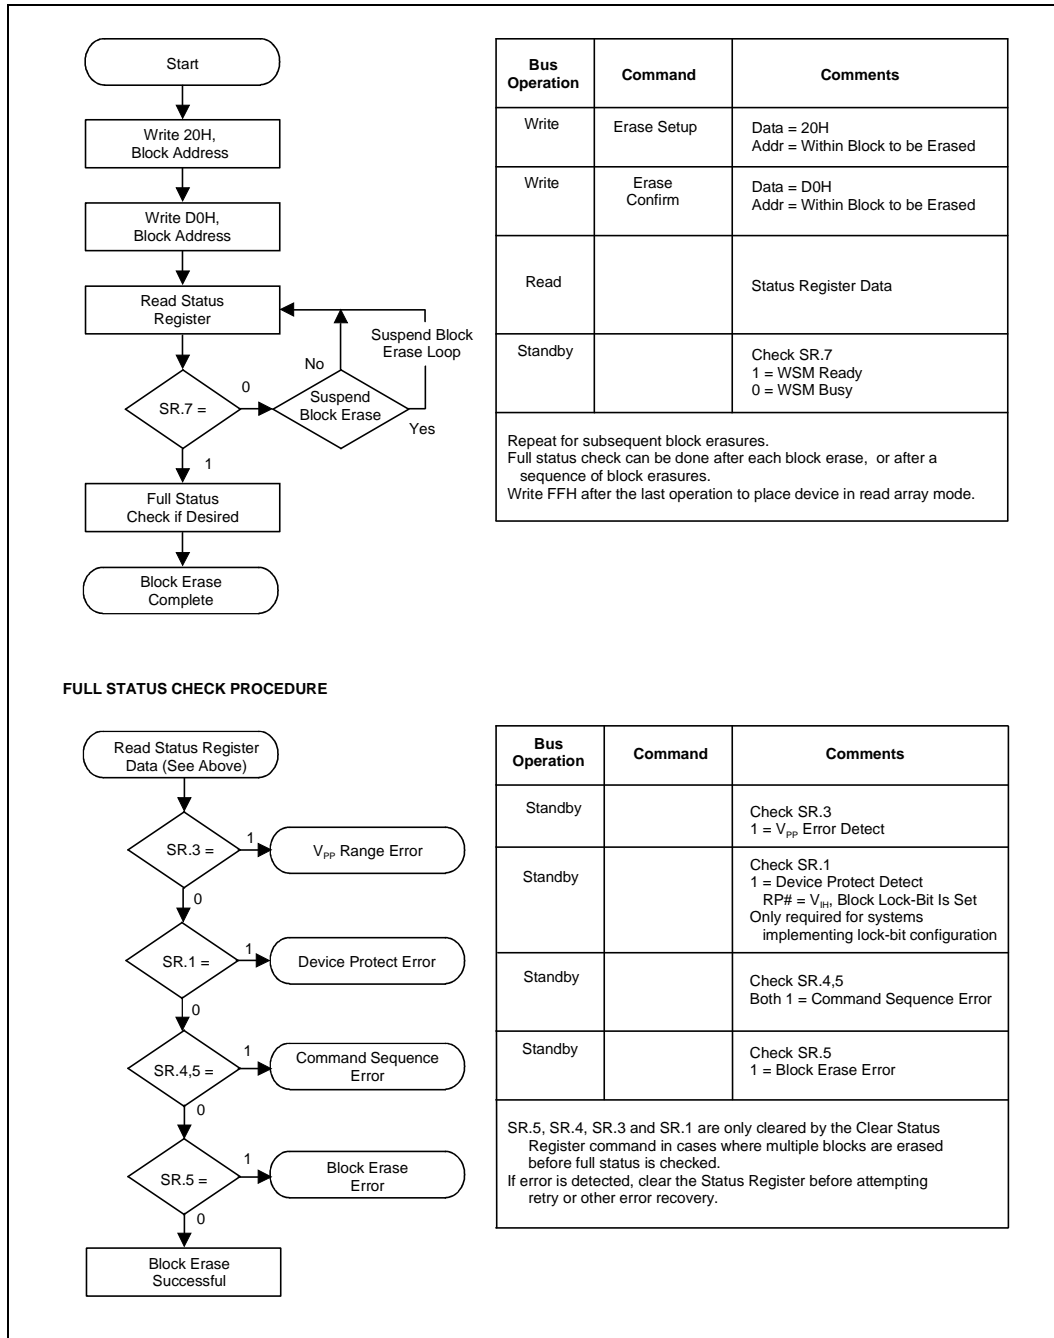 Start
Write 20H,
Block Address
Write D0H,
Block Address
Read Status
Register
Suspend Block
Erase Loop
No
0
Suspend
Block Erase
SR.7 =
Yes
1
Full Status
Check if Desired
Block Erase
Complete
Bus
Operation
Command
Comments
Write
Erase Setup
Data = 20H
Addr = Within Block to be Erased
Write
Erase
Confirm
Data = D0H
Addr = Within Block to be Erased
Read
Status Register Data
Standby
Check SR.7
1 = WSM Ready
0 = WSM Busy
Repeat for subsequent block erasures.
Full status check can be done after each block erase, or after a
sequence of block erasures.
Write FFH after the last operation to place device in read array mode.
FULL STATUS CHECK PROCEDURE
Read Status Register
Data (See Above)
SR.3 =
1
VPP Range Error
0
SR.1 =
1
Device Protect Error
0
SR.4,5 =
1
Command Sequence
Error
0
SR.5 =
1
Block Erase
Error
0
Block Erase
Successful
Bus
Operation
Command
Comments
Standby
Check SR.3
1 = VPP Error Detect
Standby
Check SR.1
1 = Device Protect Detect
RP# = VIH, Block Lock-Bit Is Set
Only required for systems
implementing lock-bit configuration
Standby
Check SR.4,5
Both 1 = Command Sequence Error
Standby
Check SR.5
1 = Block Erase Error
SR.5, SR.4, SR.3 and SR.1 are only cleared by the Clear Status
Register command in cases where multiple blocks are erased
before full status is checked.
If error is detected, clear the Status Register before attempting
retry or other error recovery.